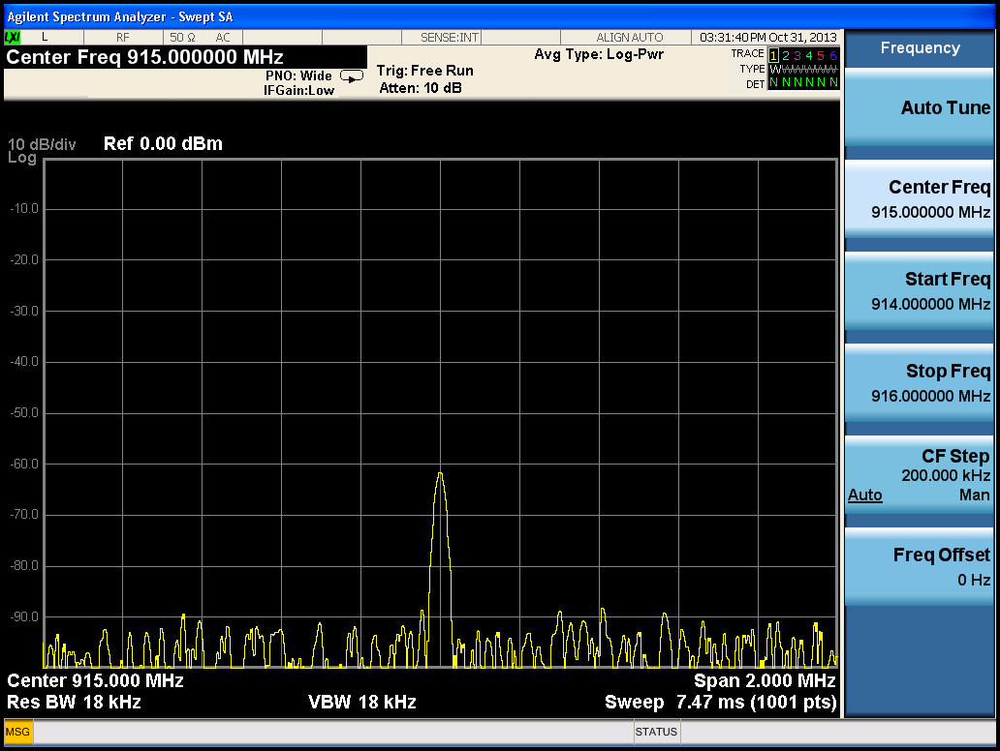 Agilent Spectrum Analyzer - Swept SA
LXI L RF 50 Ω AC SENSE:INT ALIGN AUTO 03:31:40 PM Oct 31, 2013
Center Freq 915.000000 MHz
PNO: Wide
IFGain:Low
Trig: Free Run
Atten: 10 dB
Avg Type: Log-Pwr
TRACE 1 2 3 4 5 6
TYPE W
DET N N N N N N
10 dB/div
Log
Ref 0.00 dBm
-10.0
-20.0
-30.0
-40.0
-50.0
-60.0
-70.0
-80.0
-90.0
Center 915.000 MHz Span 2.000 MHz
Res BW 18 kHz VBW 18 kHz Sweep 7.47 ms (1001 pts)
MSG STATUS
Frequency
Auto Tune
Center Freq
915.000000 MHz
Start Freq
914.000000 MHz
Stop Freq
916.000000 MHz
CF Step
200.000 kHz
Auto Man
Freq Offset
0 Hz